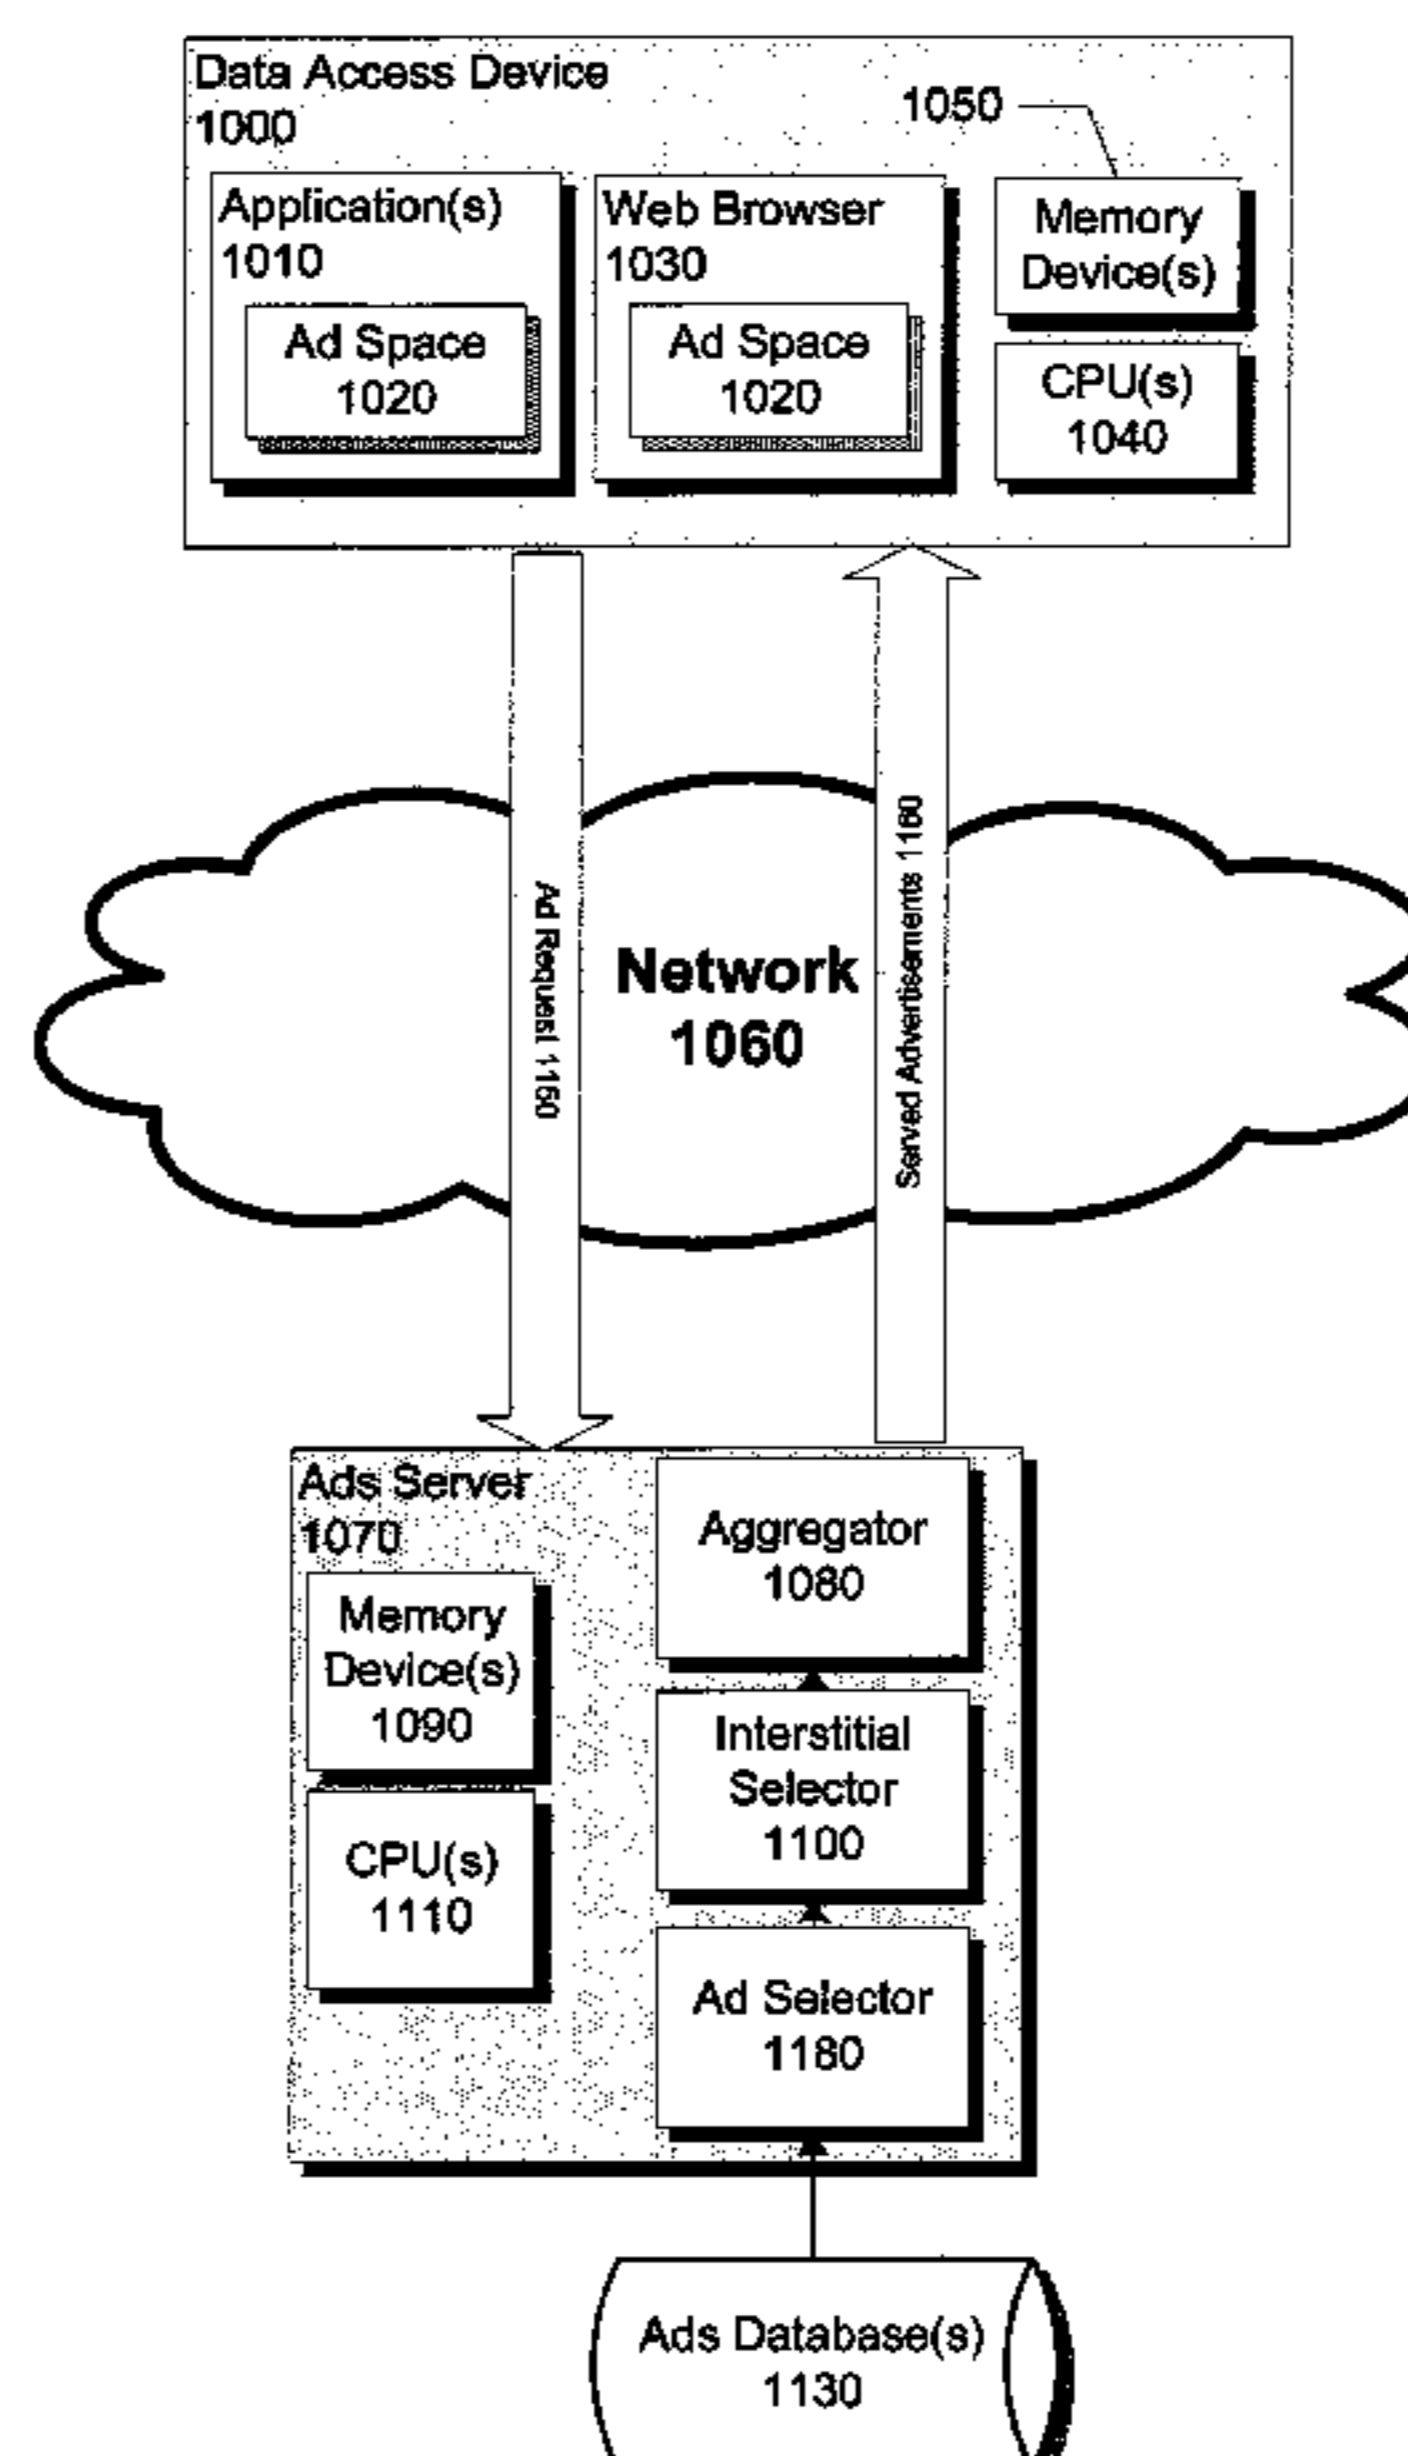 Data Access Device
1000
1050
Application(s)
1010
Ad Space
1020
Web Browser
1030
Ad Space
1020
Memory
Device(s)
CPU(s)
1040
Ad Request 1150
Network
1060
Served Advertisements 1160
Ads Server
1070
Memory
Device(s)
1090
CPU(s)
1110
Aggregator
1080
Interstitial
Selector
1100
Ad Selector
1180
Ads Database(s)
1130